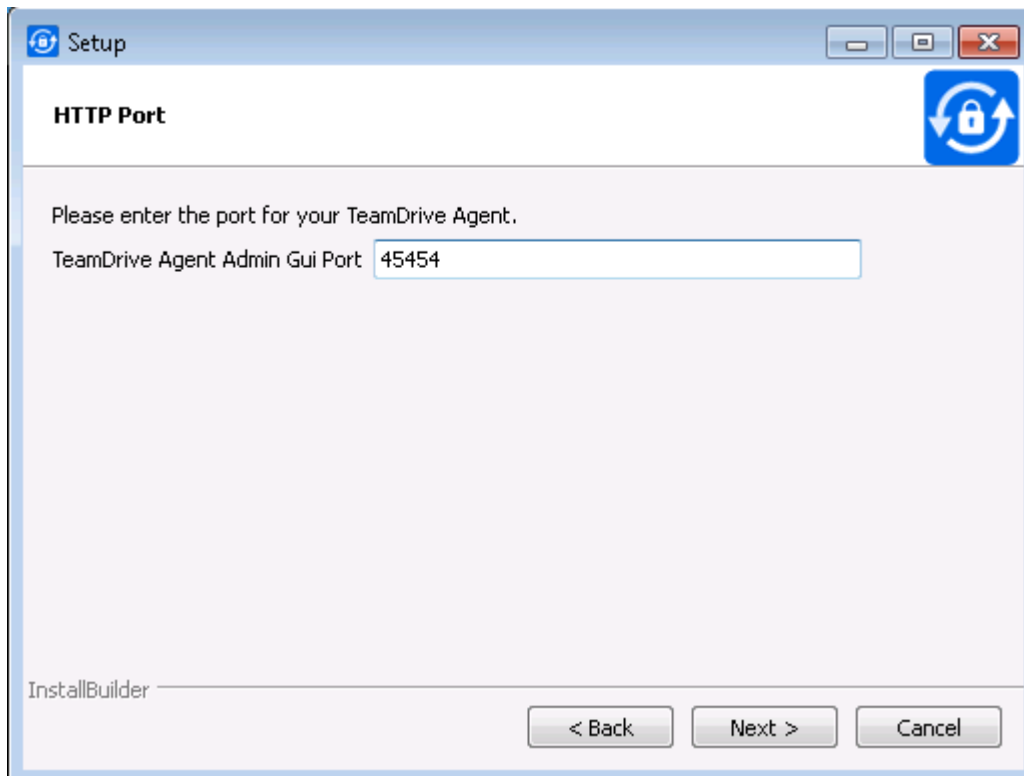 Setup
HTTP Port
Please enter the port for your TeamDrive Agent.
TeamDrive Agent Admin Gui Port 45454
InstallBuilder
< Back Next > Cancel